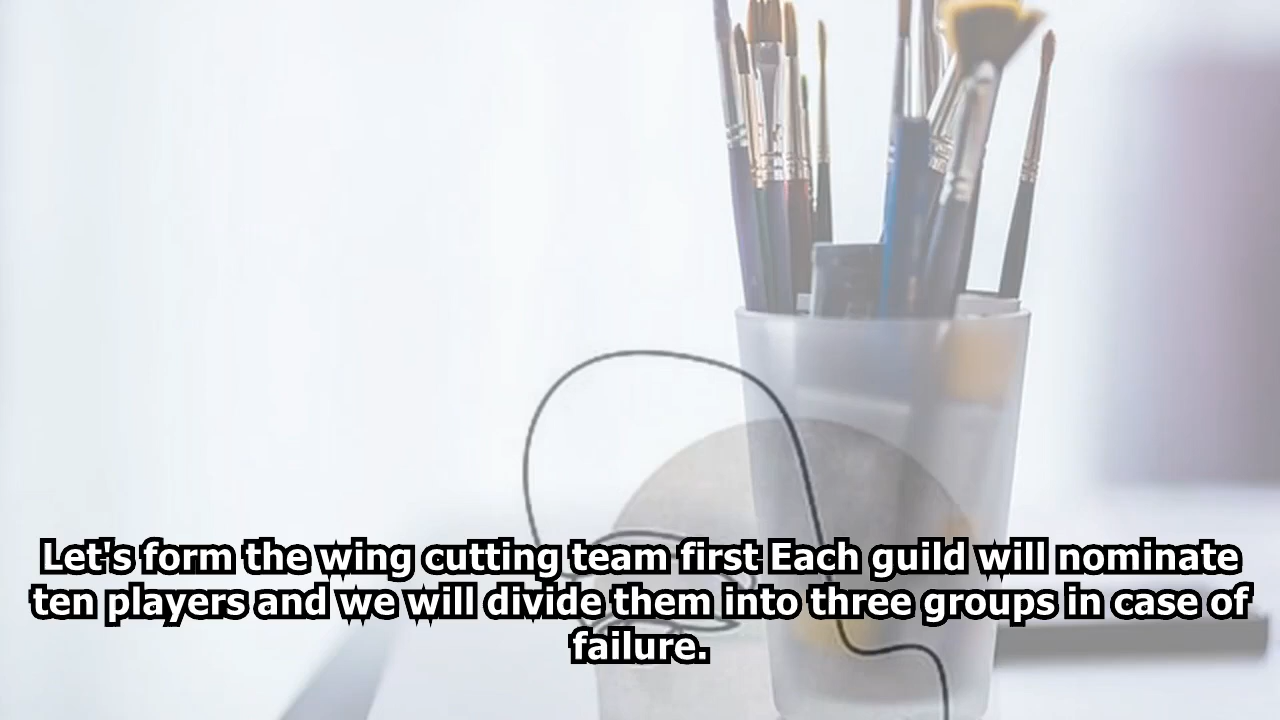 Let's form the wing cutting team first Each guild will nominate
ten players and we will divide them into three groups in case of
failure.